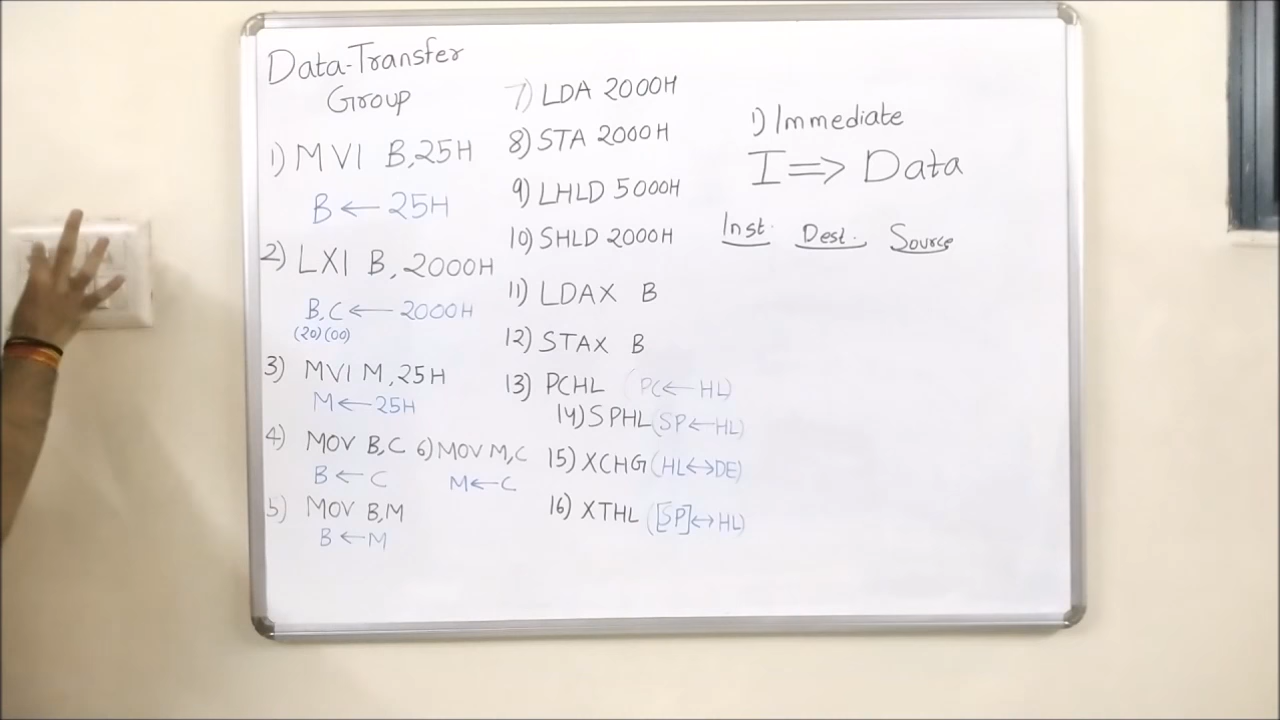 Data-Transfer
Group
1) MVI B,25H
B ← 25H
2) LXI B, 2000H
B,C ← 2000H
(20)(00)
3) MVI M,25H
M ← 25H
4) MOV B,C
B ← C
5) MOV B,M
B ← M
6) MOV M,C
M ← C
7) LDA 2000H
8) STA 2000H
9) LHLD 5000H
10) SHLD 2000H
11) LDAX B
12) STAX B
13) PCHL (PC ← HL)
14) SPHL (SP ← HL)
15) XCHG (HL ↔ DE)
16) XTHL ([SP] ↔ HL)
1) Immediate
I ⇒ Data
Inst. Dest. Source